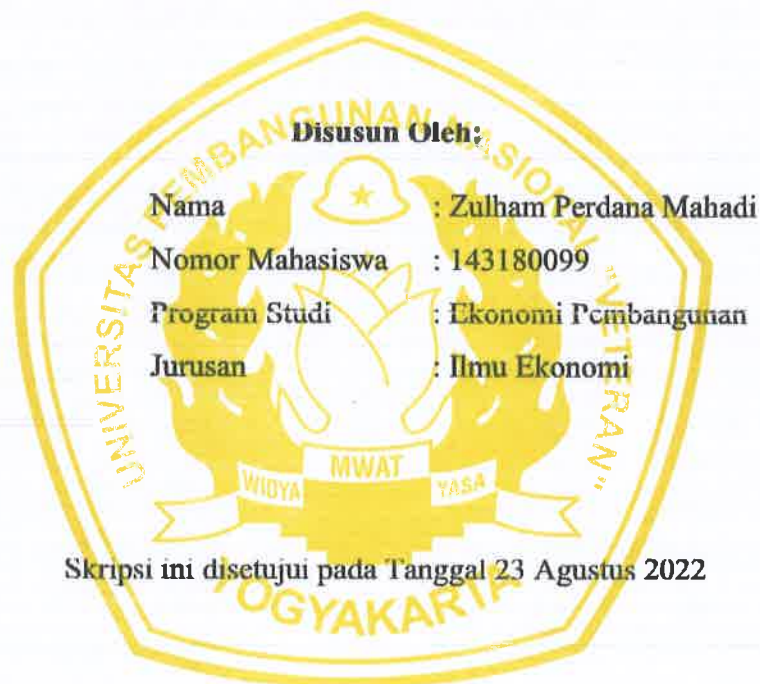 Disusun Oleh:
Nama : Zulham Perdana Mahadi
Nomor Mahasiswa : 143180099
Program Studi : Ekonomi Pembangunan
Jurusan : Ilmu Ekonomi
Skripsi ini disetujui pada Tanggal 23 Agustus 2022
UNIVERSITAS PEMBANGUNAN NASIONAL "VETERAN"
WIDYA MWAT YASA
YOGYAKARTA